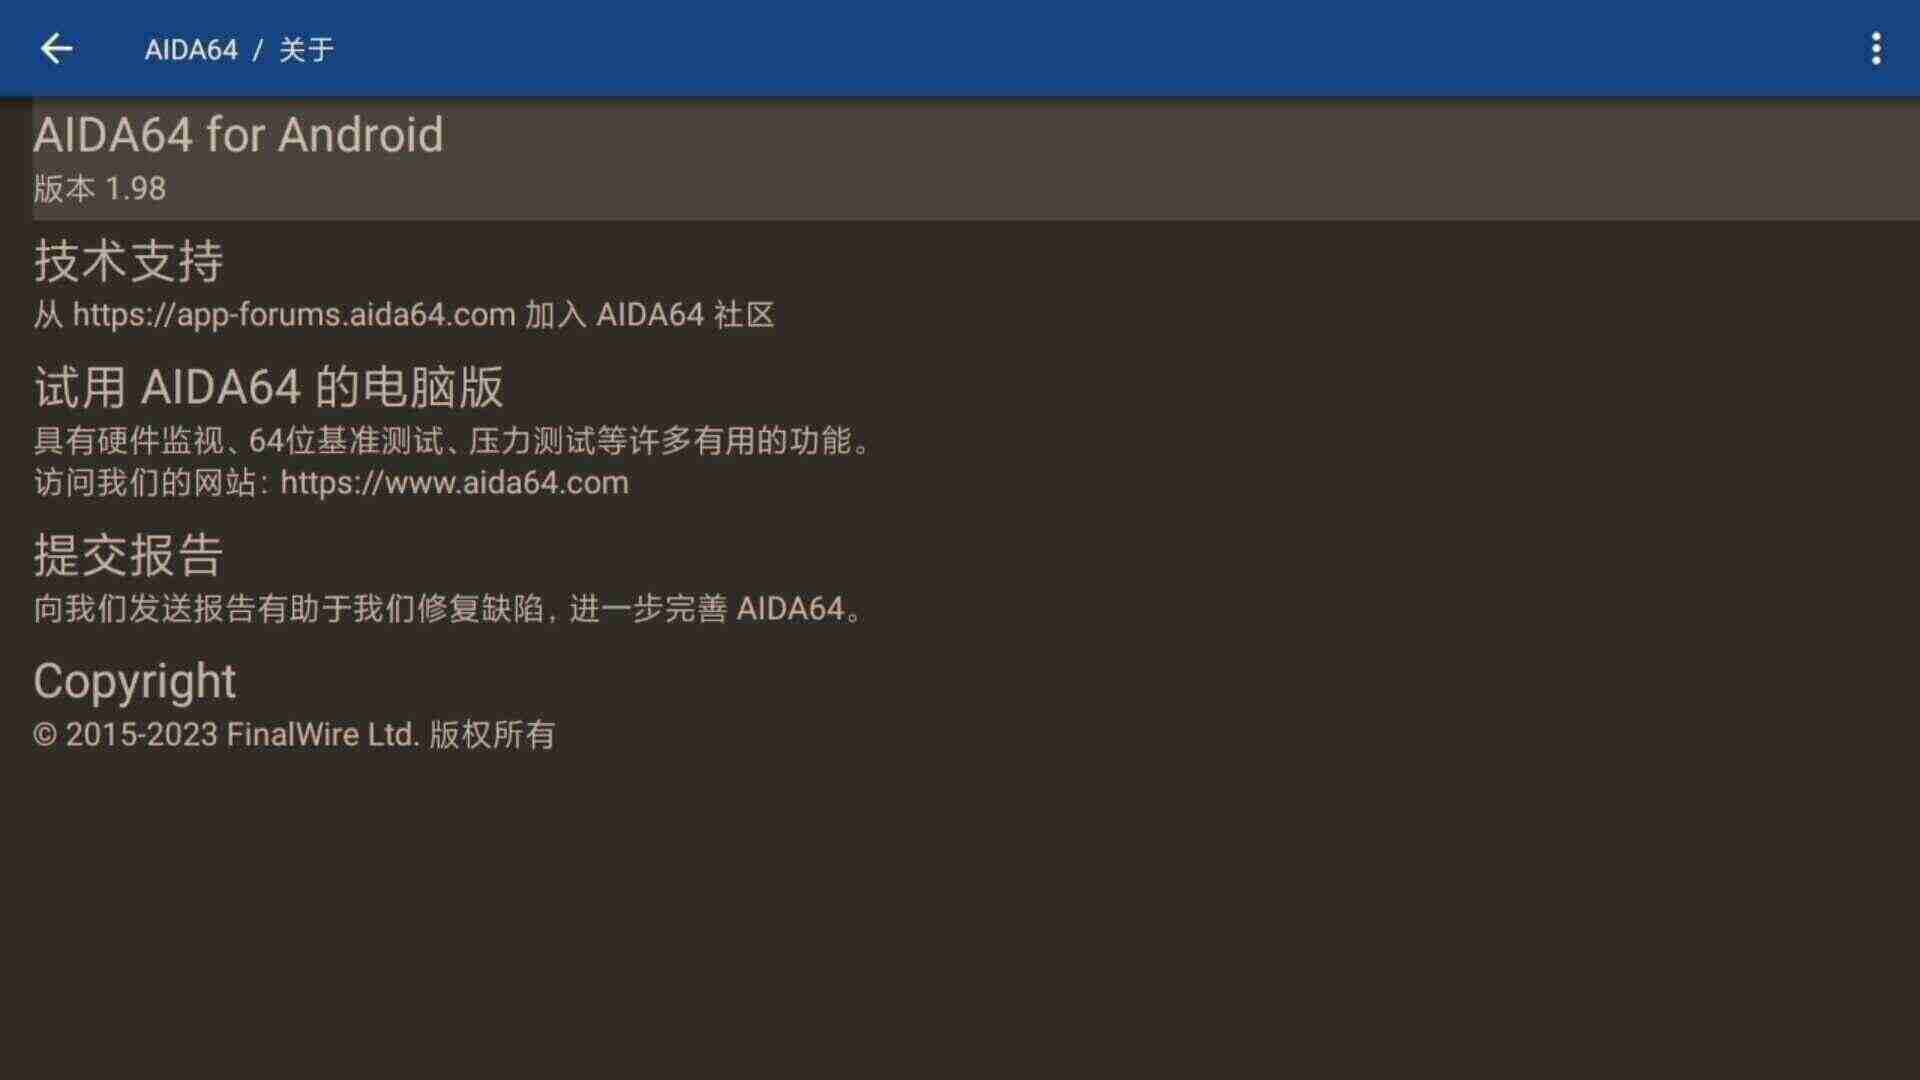 AIDA64 / 关于
AIDA64 for Android
版本 1.98
技术支持
从 https://app-forums.aida64.com 加入 AIDA64 社区
试用 AIDA64 的电脑版
具有硬件监视、64位基准测试、压力测试等许多有用的功能。
访问我们的网站：https://www.aida64.com
提交报告
向我们发送报告有助于我们修复缺陷，进一步完善 AIDA64。
Copyright
© 2015-2023 FinalWire Ltd. 版权所有